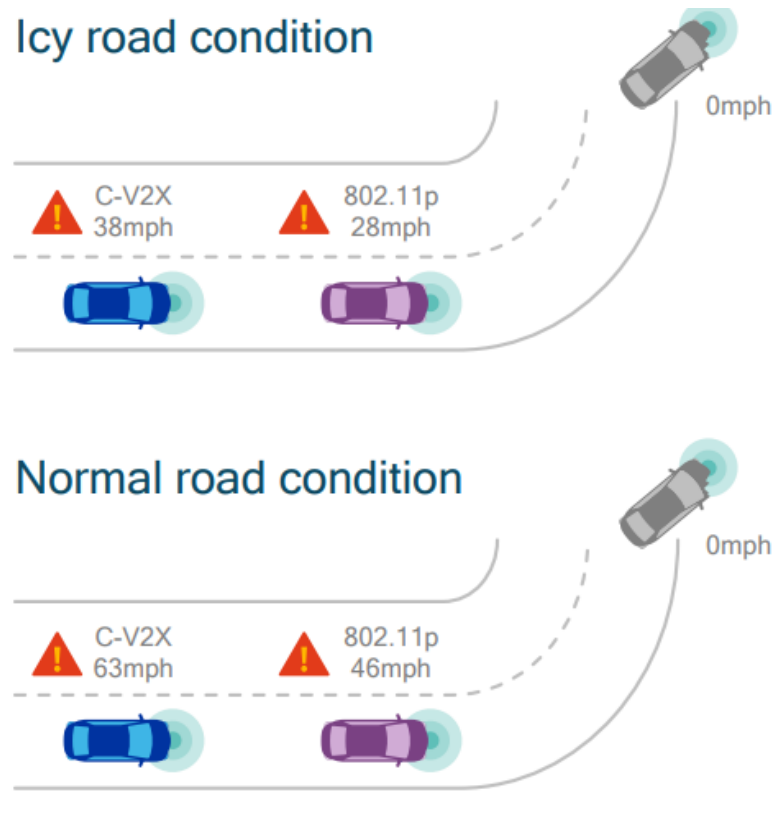 Icy road condition
0mph
C-V2X
38mph
802.11p
28mph
Normal road condition
0mph
C-V2X
63mph
802.11p
46mph